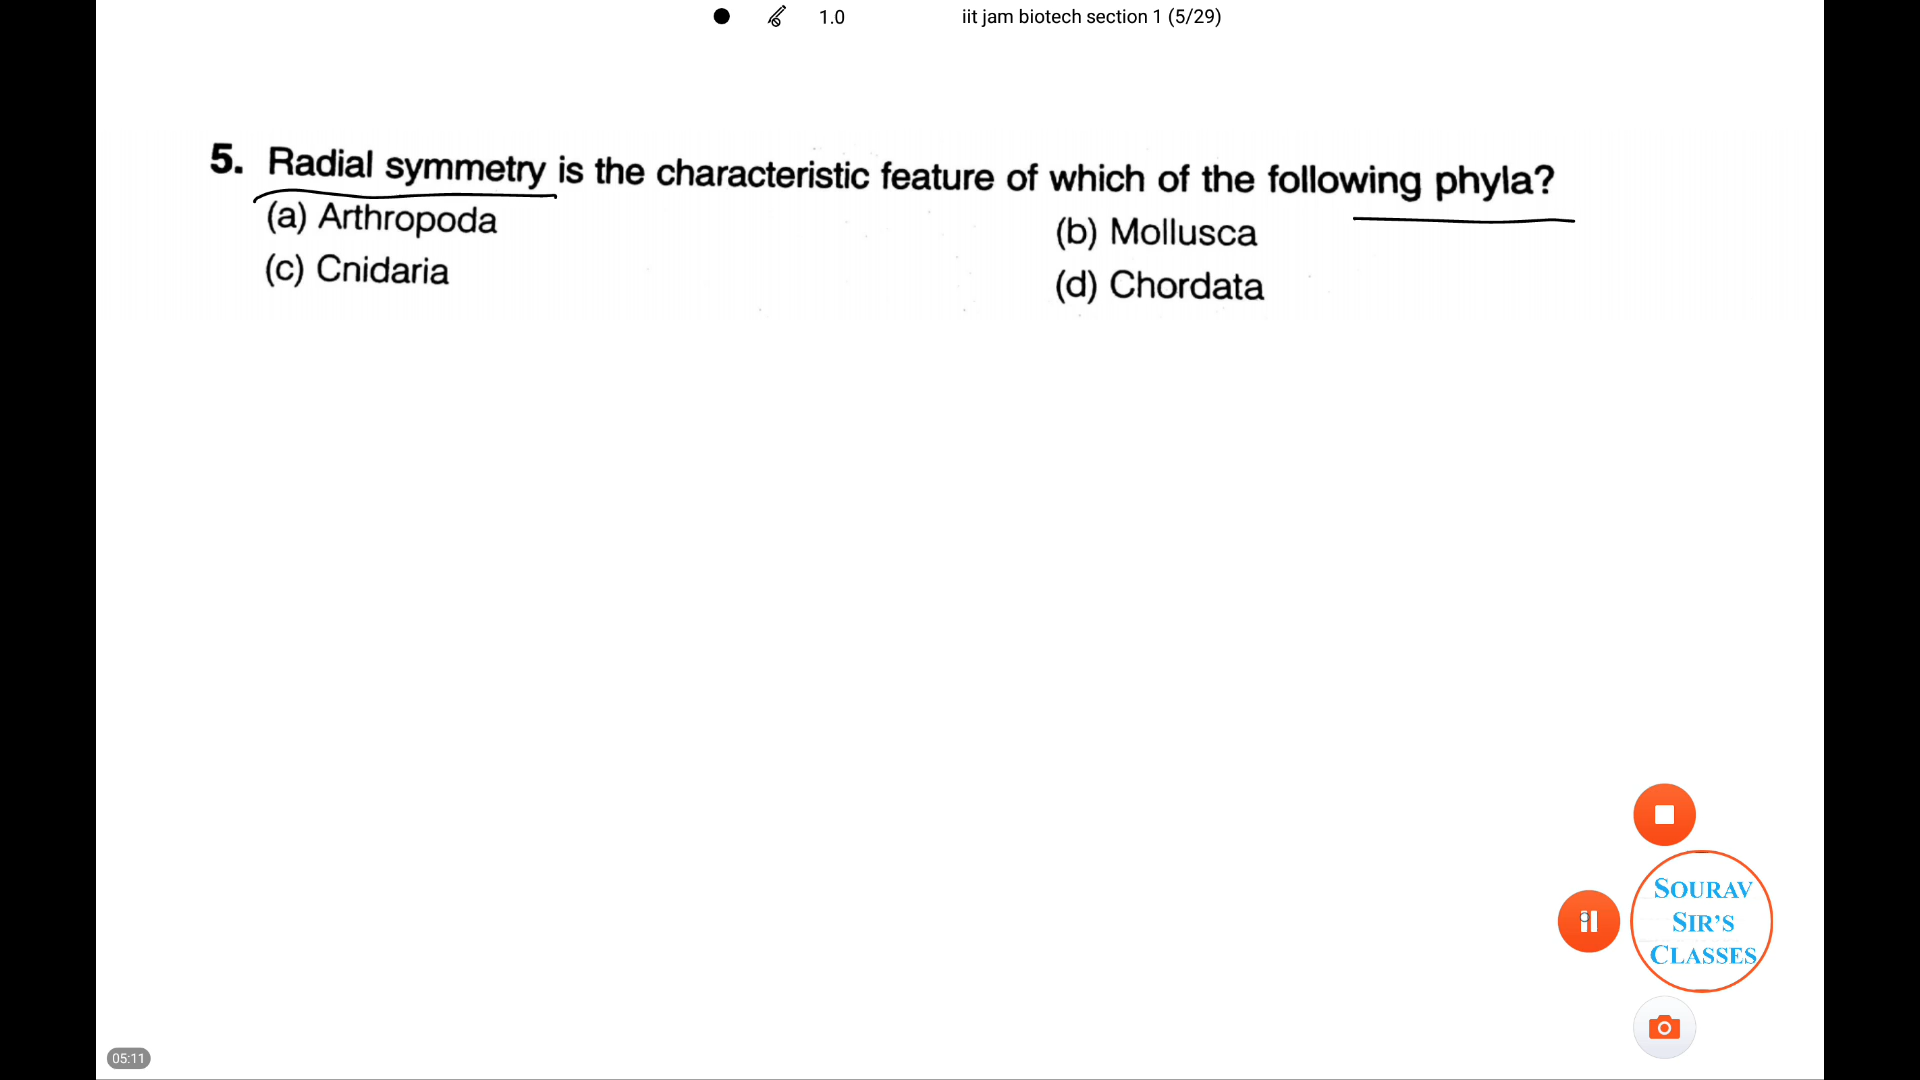 1.0 iit jam biotech section 1 (5/29)
5. Radial symmetry is the characteristic feature of which of the following phyla?
(a) Arthropoda (b) Mollusca
(c) Cnidaria (d) Chordata
SOURAV
SIR'S
CLASSES
05:11